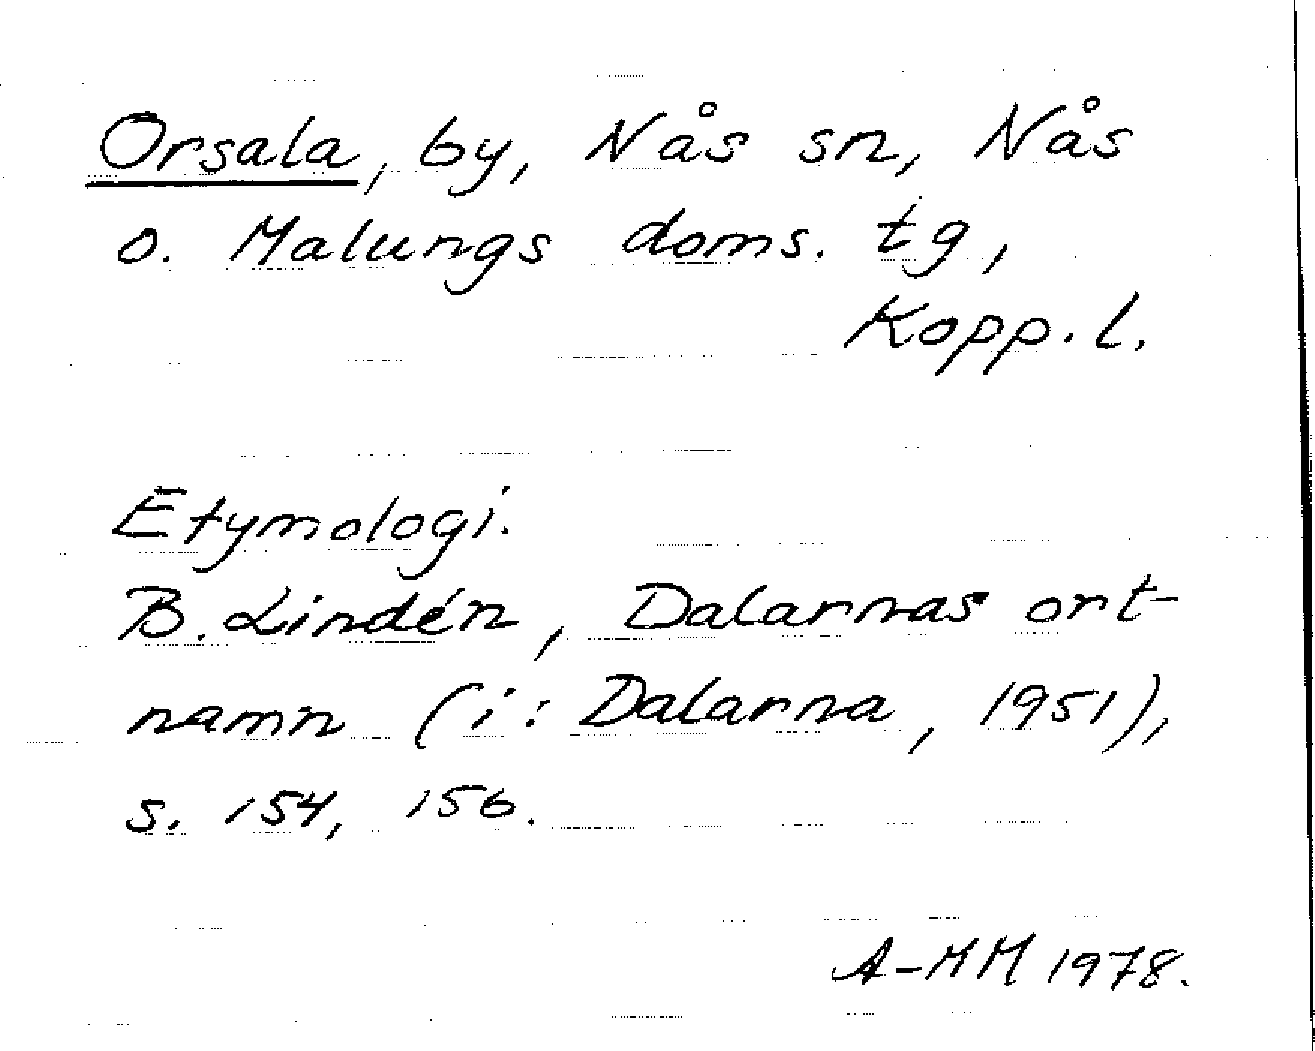 Orsala, by, Nås sn, Nås
o. Malungs doms. tg,
Kopp. l.
Etymologi.
B. Lindén, Dalarnas ort-
namn (i: Dalarna, 1951),
s. 154, 156.
A-MM 1978.